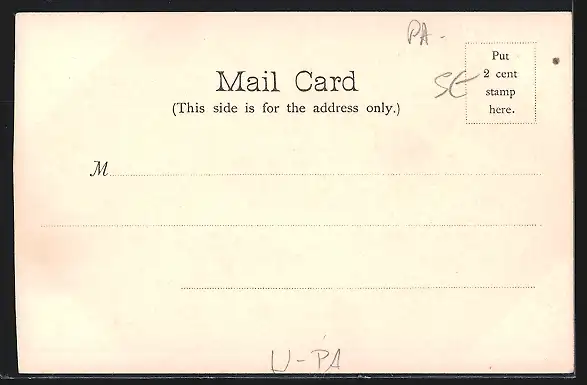 PA-
Put
2 cent
stamp
here.
SE
Mail Card
(This side is for the address only.)
M
U-PA